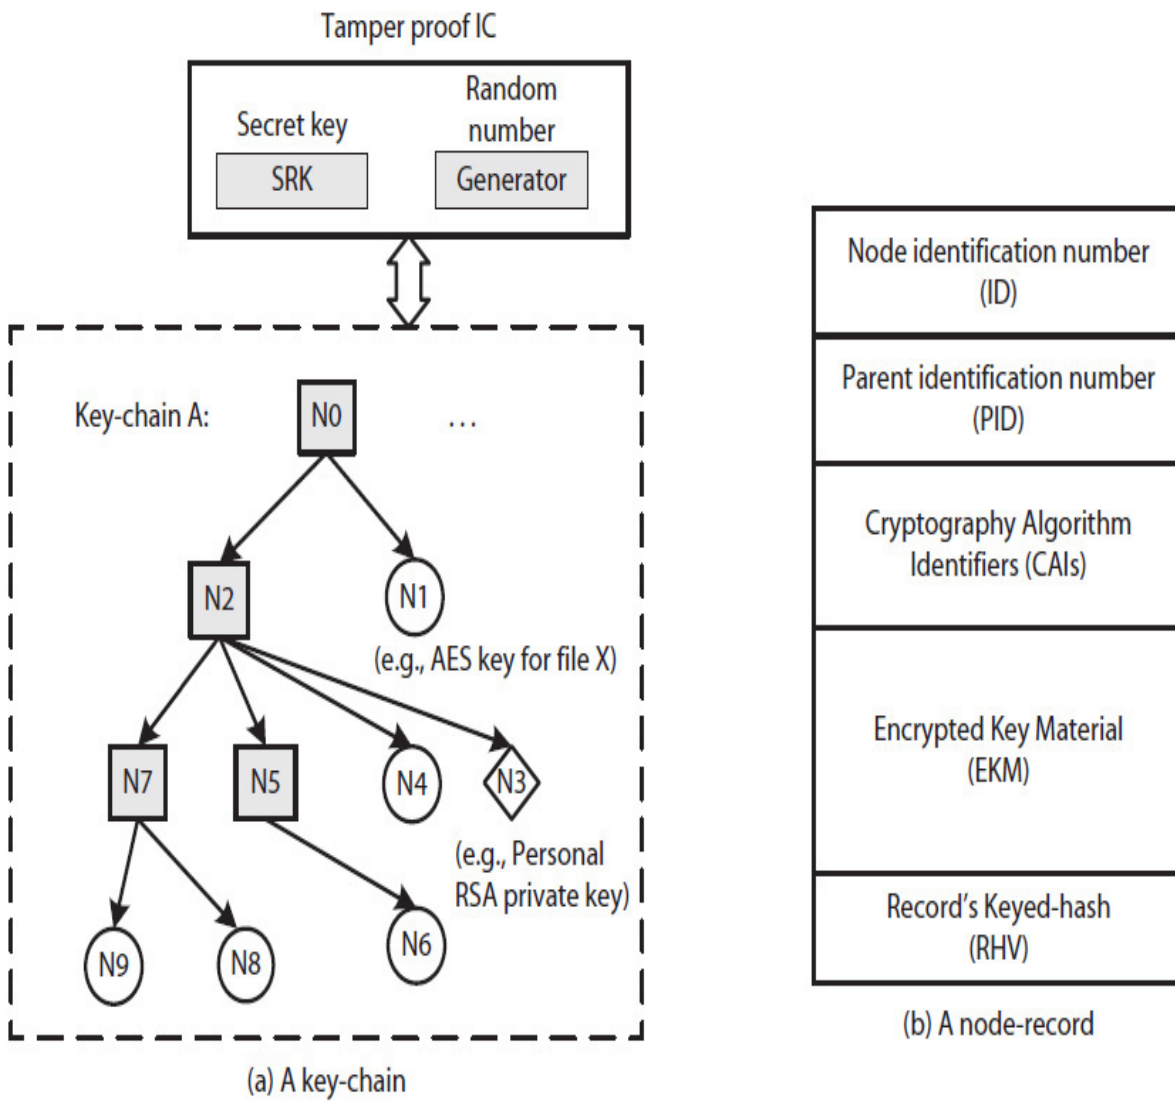 Tamper proof IC
Secret key
SRK
Random
number
Generator
Key-chain A:
N0
...
N2
N1
(e.g., AES key for file X)
N7
N5
N4
N3
(e.g., Personal
RSA private key)
N9
N8
N6
(a) A key-chain
Node identification number
(ID)
Parent identification number
(PID)
Cryptography Algorithm
Identifiers (CAIs)
Encrypted Key Material
(EKM)
Record's Keyed-hash
(RHV)
(b) A node-record